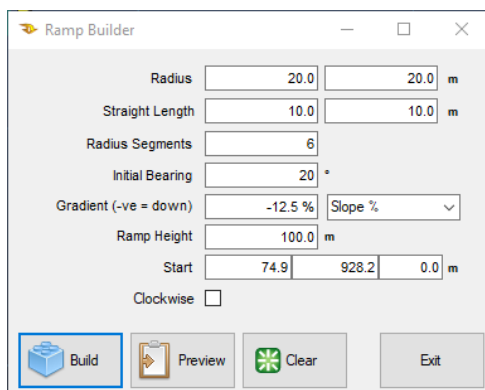 Ramp Builder
Radius 20.0 20.0 m
Straight Length 10.0 10.0 m
Radius Segments 6
Initial Bearing 20 °
Gradient (-ve = down) -12.5 % Slope %
Ramp Height 100.0 m
Start 74.9 928.2 0.0 m
Clockwise
Build Preview Clear Exit